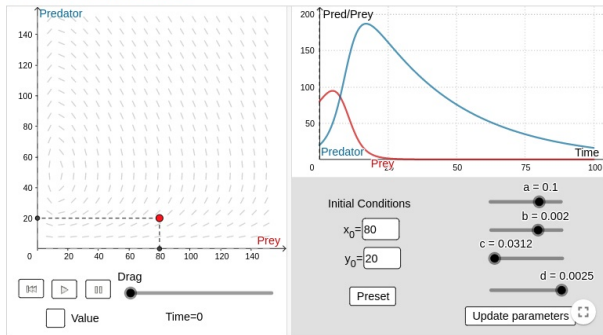 Predator
140
120
100
80
60
40
20
0
20
40
60
80
100
120
140
Prey
Drag
Value
Time=0
200
Pred/Prey
150
100
50
Predator
Prey
Time
0
25
50
75
100
Initial Conditions
x0=80
y0=20
Preset
a = 0.1
b = 0.002
c = 0.0312
d = 0.0025
Update parameters